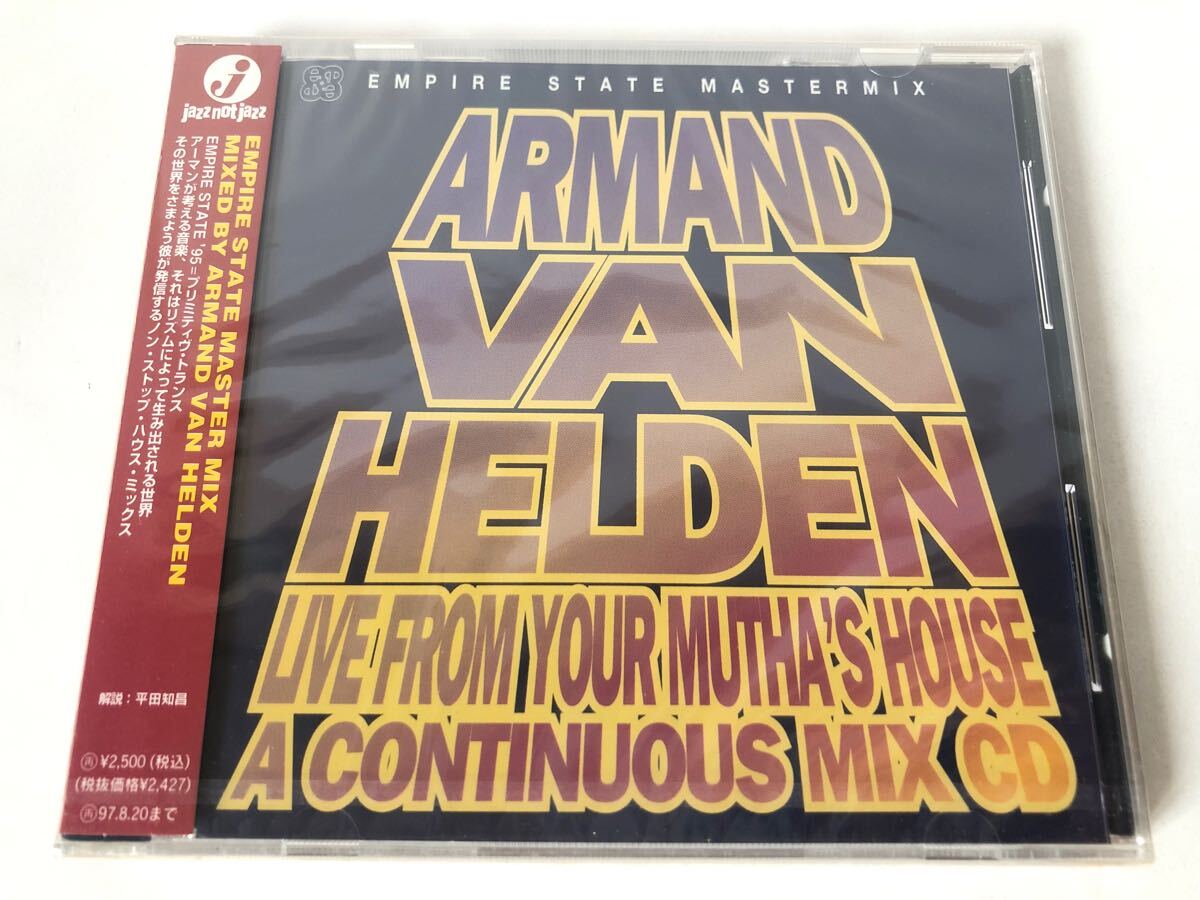 jazz not jazz
EMPIRE STATE MASTER MIX
MIXED BY ARMAND VAN HELDEN
EMPIRE STATE '95=プリミティヴ・トランス
アーマンが考える音楽、それはリズムによって生み出される世界
その世界をさまよう彼が発信するノン・ストップ・ハウス・ミックス
解説:平田知昌
再¥2,500(税込)
(税抜価格¥2,427)
再97.8.20まで
EMPIRE STATE MASTERMIX
ARMAND
VAN
HELDEN
LIVE FROM YOUR MUTHA'S HOUSE
A CONTINUOUS MIX CD